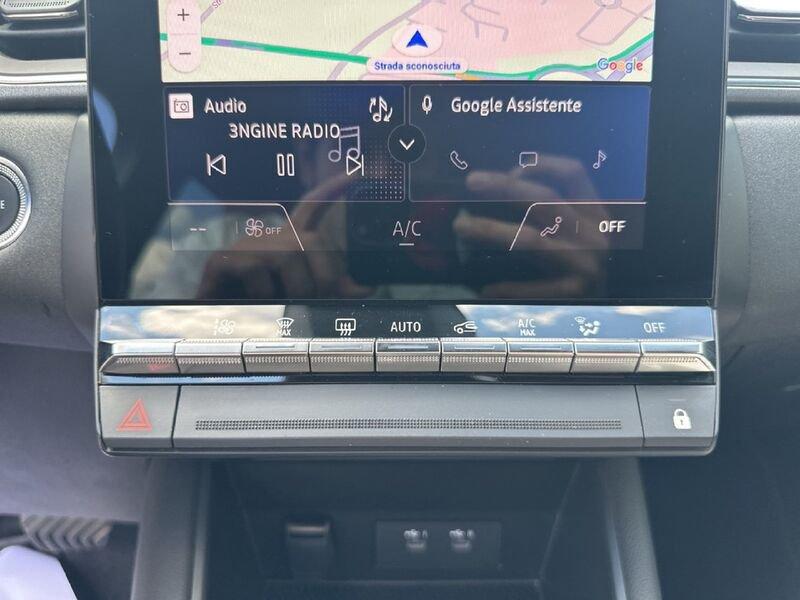 +
−
Strada sconosciuta
Google
Audio
3NGINE RADIO
Google Assistente
--
OFF
A/C
OFF
MAX
AUTO
A/C
MAX
OFF